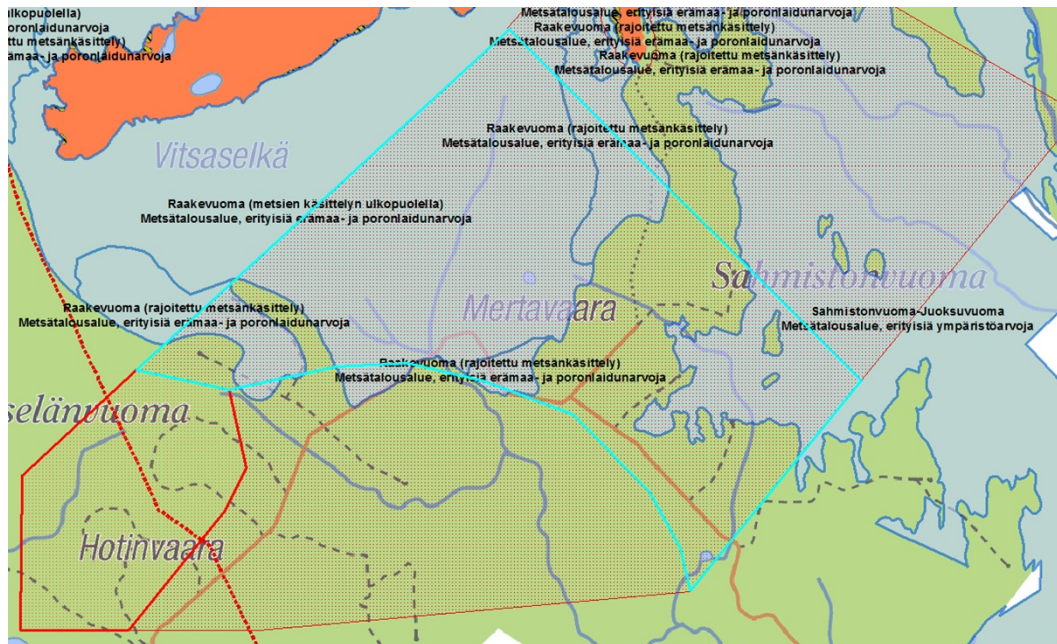 ulkopuolella)
poronlaidunarvoja
ttu metsänkäsittely)
ämaa- ja poronlaidunarvoja
Metsätalousalue, erityisiä erämaa- ja poronlaidunarvoja
Raakevuoma (rajoitettu metsänkäsittely)
Metsätalousalue, erityisiä erämaa- ja poronlaidunarvoja
Raakevuoma (rajoitettu metsänkäsittely)
Metsätalousalue, erityisiä erämaa- ja poronlaidunarvoja
Raakevuoma (rajoitettu metsänkäsittely)
Metsätalousalue, erityisiä erämaa- ja poronlaidunarvoja
Vitsaselkä
Raakevuoma (metsien käsittelyn ulkopuolella)
Metsätalousalue, erityisiä erämaa- ja poronlaidunarvoja
Sahmistonvuoma
Mertavaara
Raakevuoma (rajoitettu metsänkäsittely)
Metsätalousalue, erityisiä erämaa- ja poronlaidunarvoja
Sahmistonvuoma-Juoksuvuoma
Metsätalousalue, erityisiä ympäristöarvoja
Raakevuoma (rajoitettu metsänkäsittely)
Metsätalousalue, erityisiä erämaa- ja poronlaidunarvoja
selänvuoma
Hotinvaara